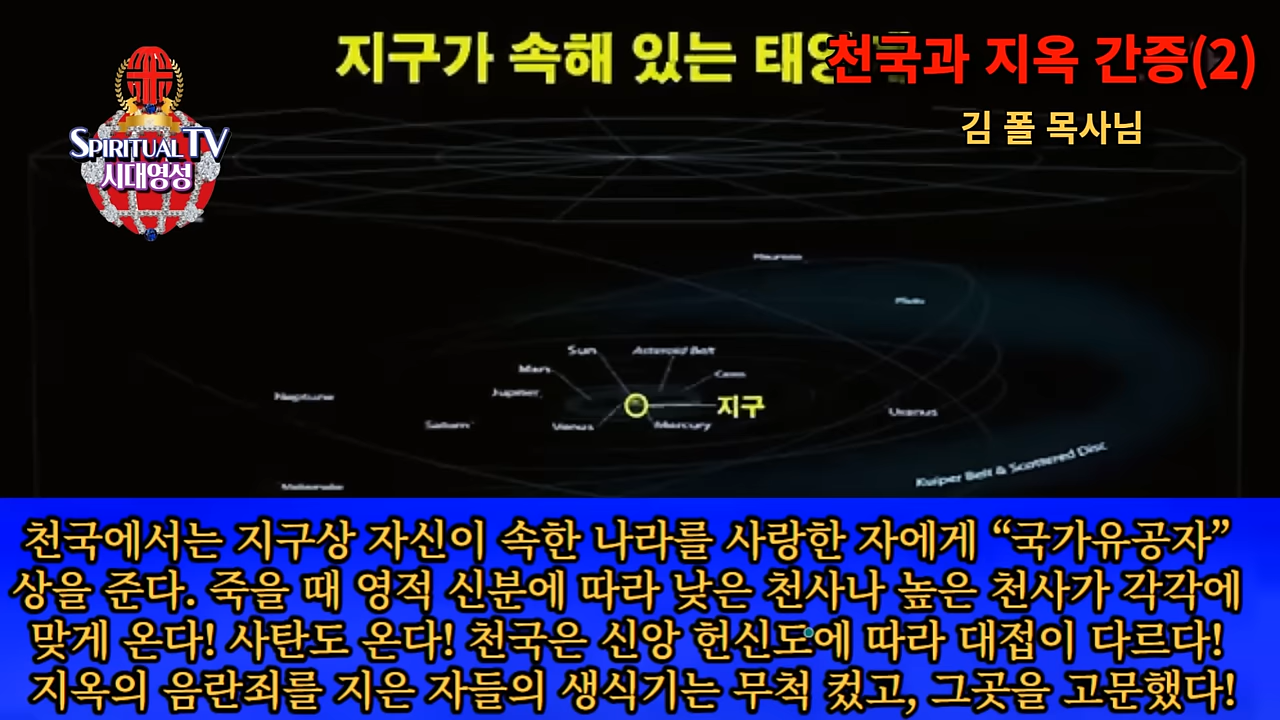 지구가 속해 있는 태양
천국과 지옥 간증(2)
김 폴 목사님
SPIRITUAL TV
시대영성
Pluto
Sun
Asteroid Belt
Mars
Ceres
Jupiter
Neptune
지구
Uranus
Saturn
Venus
Mercury
Kuiper Belt & Scattered Disc
천국에서는 지구상 자신이 속한 나라를 사랑한 자에게 “국가유공자”
상을 준다. 죽을 때 영적 신분에 따라 낮은 천사나 높은 천사가 각각에
맞게 온다! 사탄도 온다! 천국은 신앙 헌신도에 따라 대접이 다르다!
지옥의 음란죄를 지은 자들의 생식기는 무척 컸고, 그곳을 고문했다!